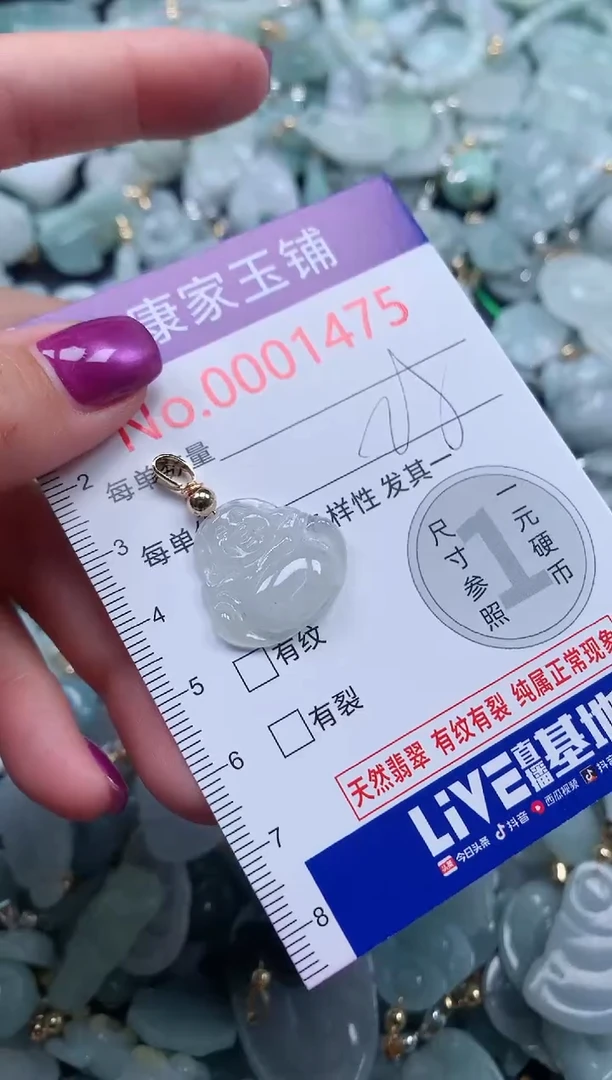 康家玉铺
No.0001475
每单 量
每单 样性 发其一
有纹
有裂
一元硬币
1
尺寸参照
天然翡翠 有纹有裂 纯属正常现象
LiVE直播基地
今日头条 抖音 西瓜视频 抖音
2
3
4
5
6
7
8